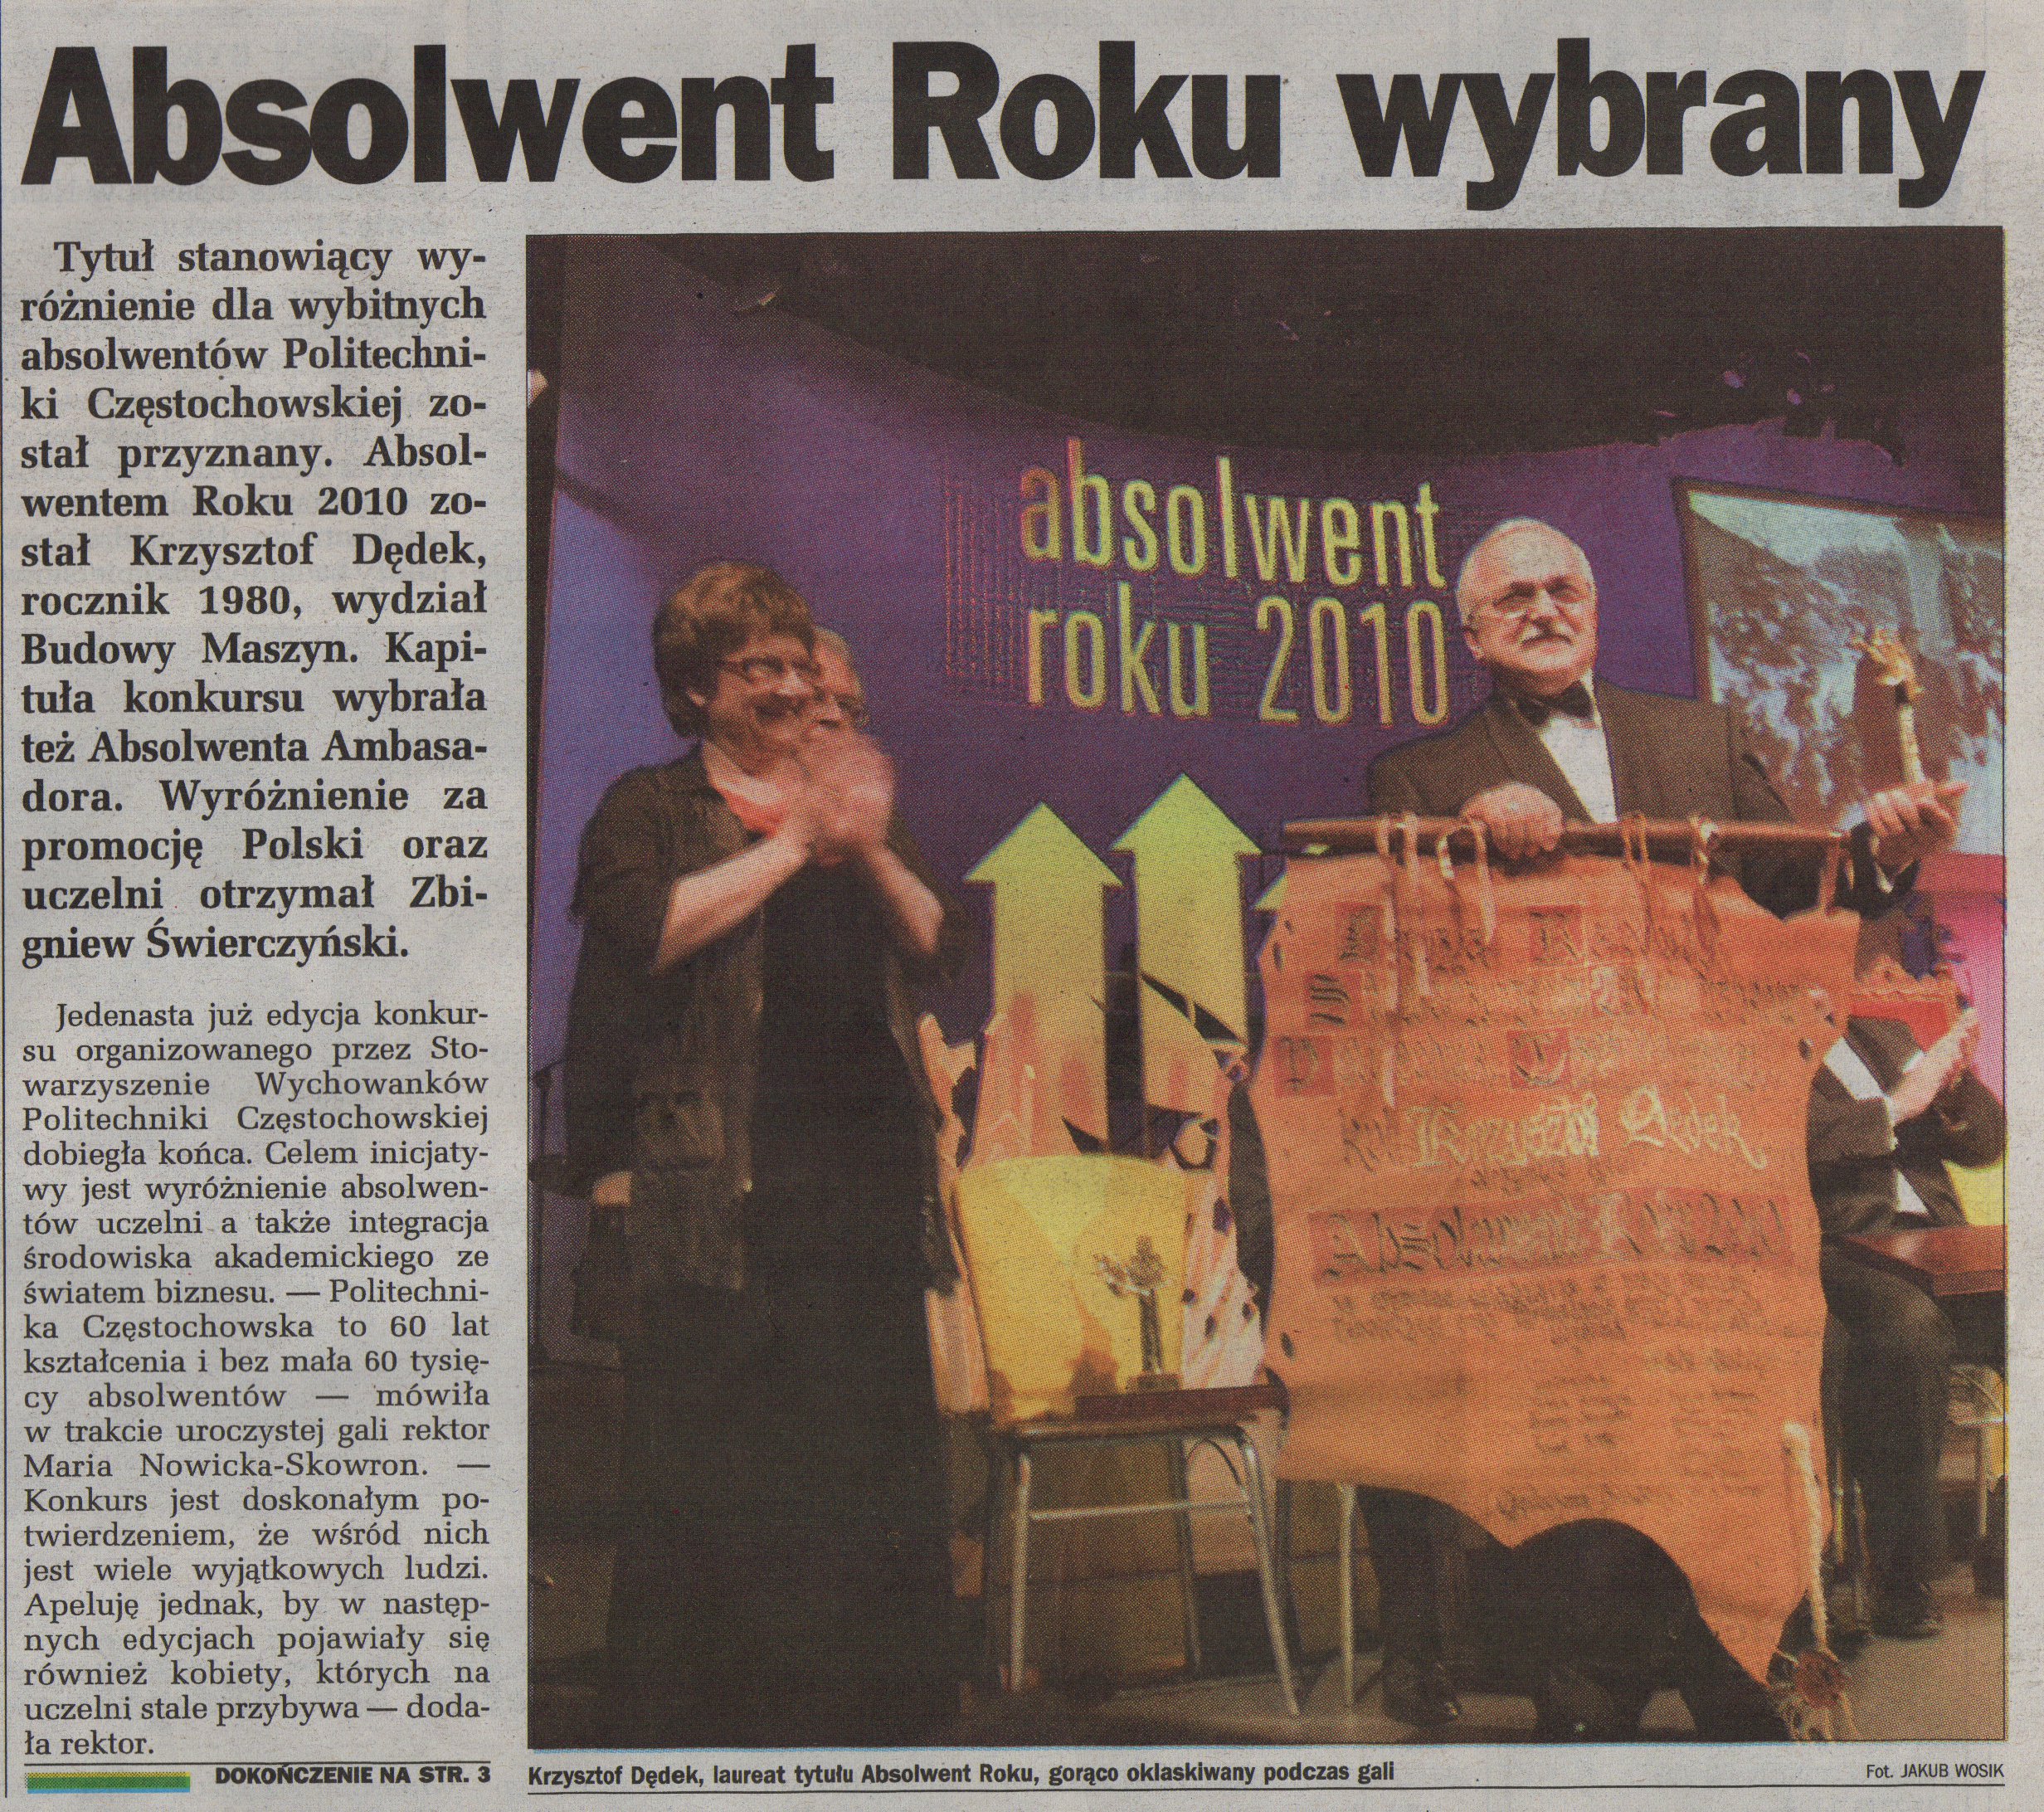 Absolwent Roku wybrany
Tytuł stanowiący wy-
różnienie dla wybitnych
absolwentów Politechni-
ki Częstochowskiej zo-
stał przyznany. Absol-
wentem Roku 2010 zo-
stał Krzysztof Dędek,
rocznik 1980, wydział
Budowy Maszyn. Kapi-
tuła konkursu wybrała
też Absolwenta Ambasa-
dora. Wyróżnienie za
promocję Polski oraz
uczelni otrzymał Zbi-
gniew Świerczyński.
Jedenasta już edycja konkur-
su organizowanego przez Sto-
warzyszenie Wychowanków
Politechniki Częstochowskiej
dobiegła końca. Celem inicjaty-
wy jest wyróżnienie absolwen-
tów uczelni a także integracja
środowiska akademickiego ze
światem biznesu. — Politechni-
ka Częstochowska to 60 lat
kształcenia i bez mała 60 tysię-
cy absolwentów — mówiła
w trakcie uroczystej gali rektor
Maria Nowicka-Skowron. —
Konkurs jest doskonałym po-
twierdzeniem, że wśród nich
jest wiele wyjątkowych ludzi.
Apeluję jednak, by w następ-
nych edycjach pojawiały się
również kobiety, których na
uczelni stale przybywa — doda-
ła rektor.
DOKOŃCZENIE NA STR. 3
absolwent
roku 2010
Krzysztof Dędek
Krzysztof Dędek, laureat tytułu Absolwent Roku, gorąco oklaskiwany podczas gali
Fot. JAKUB WOSIK